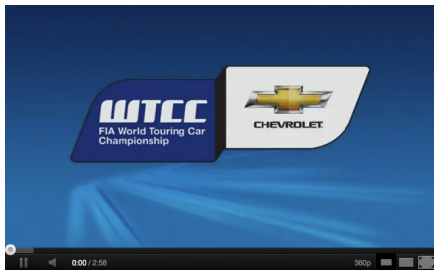 WTCC
FIA World Touring Car
Championship
CHEVROLET
0:00 / 2:58
360p